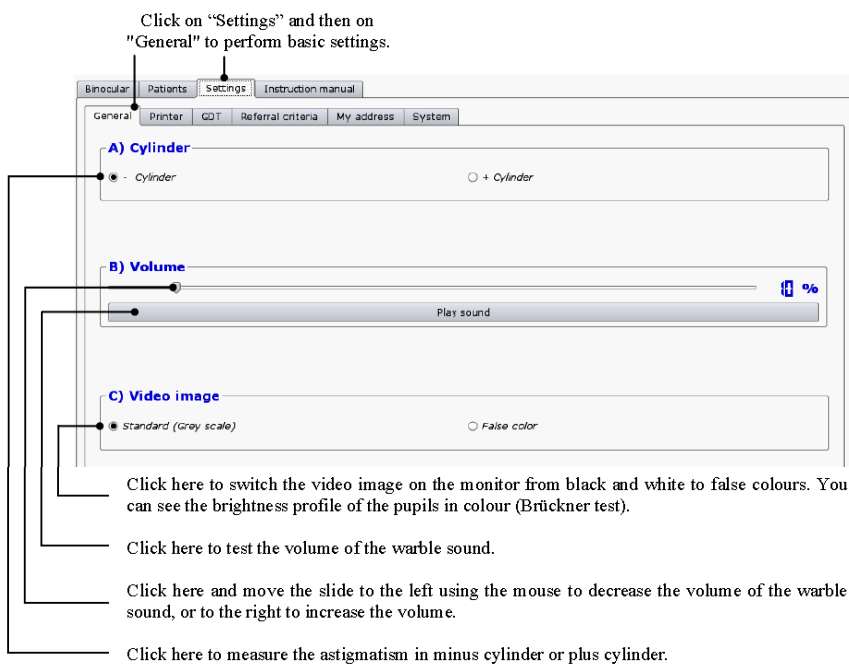 Click on “Settings” and then on
"General" to perform basic settings.
Binocular Patients Settings Instruction manual
General Printer GDT Referral criteria My address System
A) Cylinder
- Cylinder + Cylinder
B) Volume
%
Play sound
C) Video image
Standard (Grey scale) False color
Click here to switch the video image on the monitor from black and white to false colours. You
can see the brightness profile of the pupils in colour (Brückner test).
Click here to test the volume of the warble sound.
Click here and move the slide to the left using the mouse to decrease the volume of the warble
sound, or to the right to increase the volume.
Click here to measure the astigmatism in minus cylinder or plus cylinder.